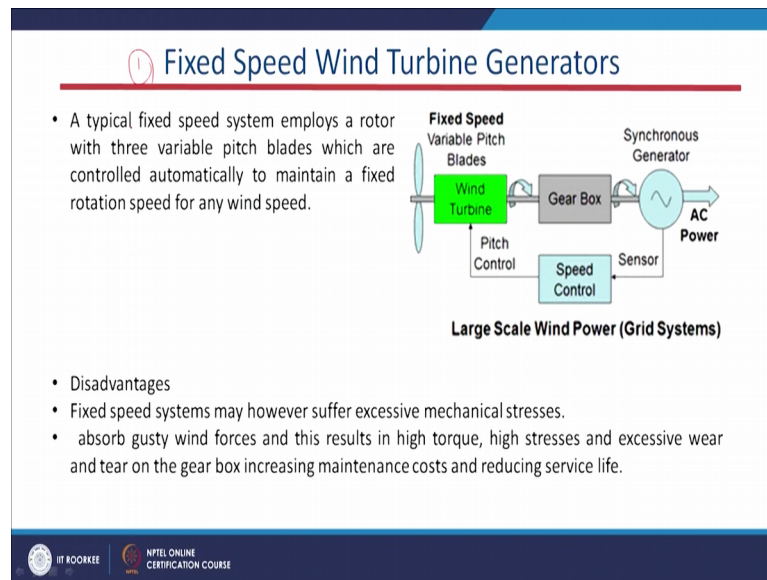 1 Fixed Speed Wind Turbine Generators
• A typical fixed speed system employs a rotor
with three variable pitch blades which are
controlled automatically to maintain a fixed
rotation speed for any wind speed.
Fixed Speed
Variable Pitch
Blades
Synchronous
Generator
Wind
Turbine
Gear Box
AC
Power
Pitch
Control
Speed
Control
Sensor
Large Scale Wind Power (Grid Systems)
• Disadvantages
• Fixed speed systems may however suffer excessive mechanical stresses.
• absorb gusty wind forces and this results in high torque, high stresses and excessive wear
and tear on the gear box increasing maintenance costs and reducing service life.
IIT ROORKEE
NPTEL ONLINE
CERTIFICATION COURSE